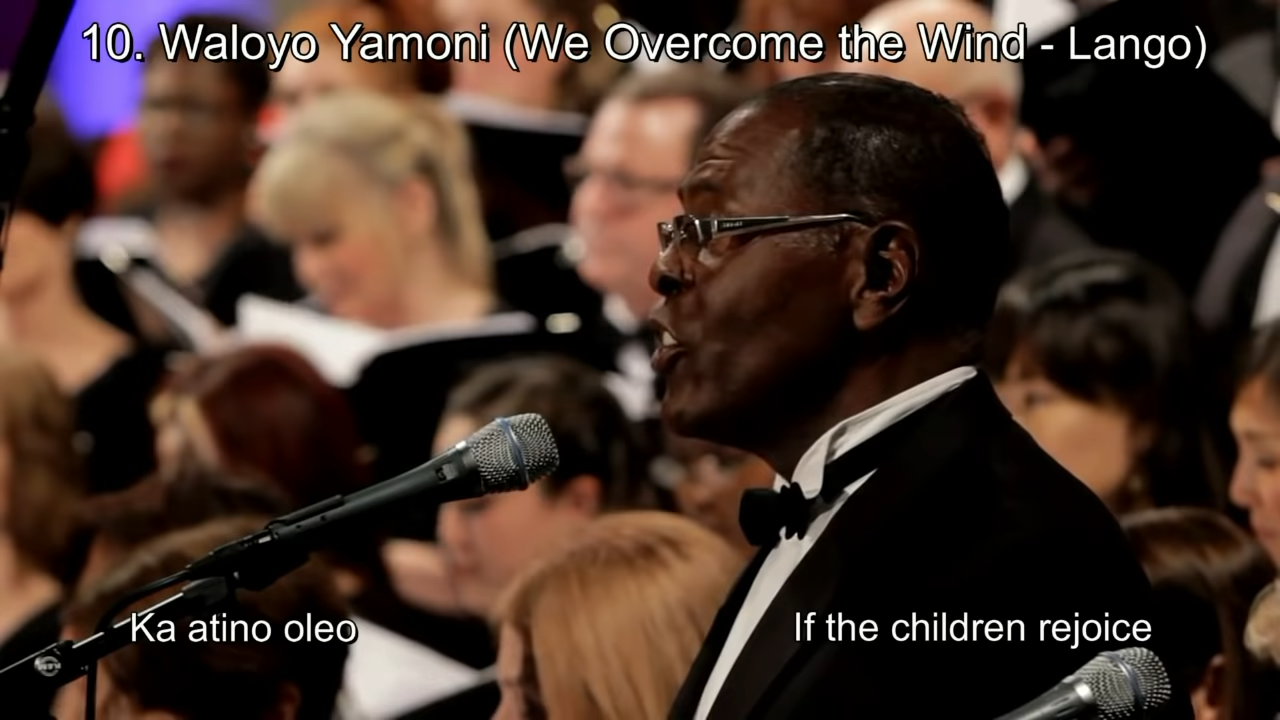 10. Waloyo Yamoni (We Overcome the Wind - Lango)
Ka atino oleo
If the children rejoice